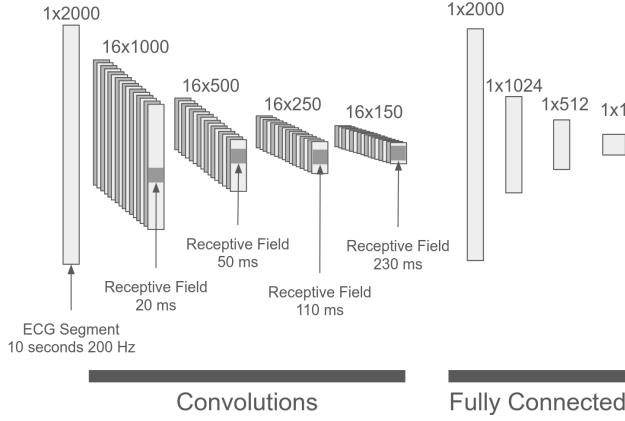 1x2000
16x1000
16x500
16x250
16x150
1x2000
1x1024
1x512
1x1
Receptive Field
50 ms
Receptive Field
230 ms
Receptive Field
20 ms
Receptive Field
110 ms
ECG Segment
10 seconds 200 Hz
Convolutions
Fully Connected